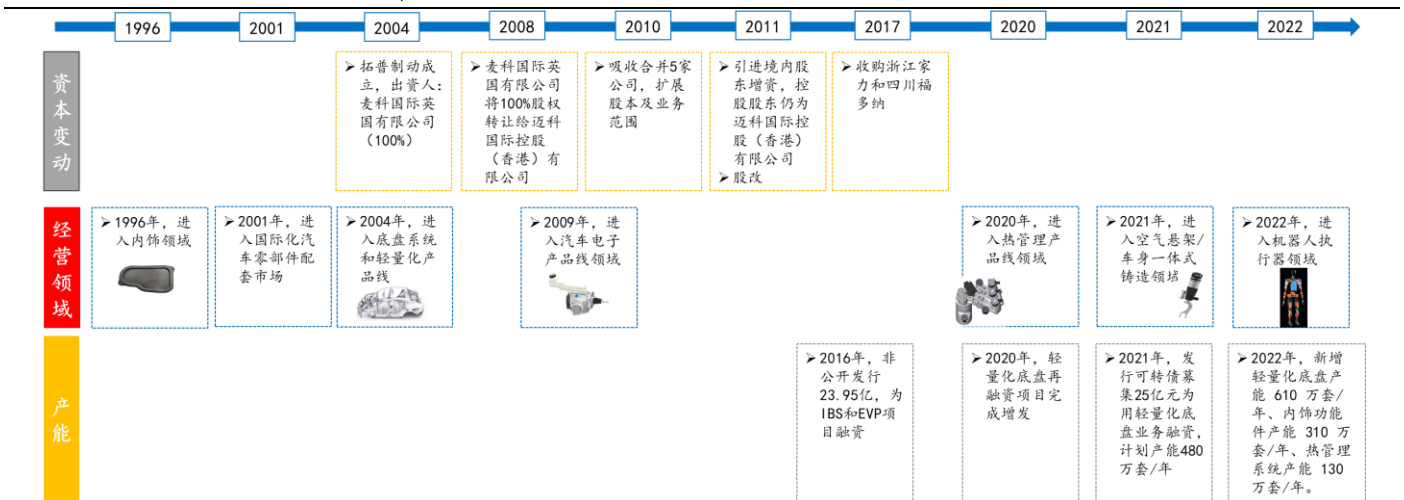 1996
2001
2004
2008
2010
2011
2017
2020
2021
2022
资本变动
➢拓普制动成
立，出资人：
麦科国际英
国有限公司
（100%）
➢麦科国际英
国有限公司
将100%股权
转让给迈科
国际控股
（香港）有
限公司
➢吸收合并5家
公司，扩展
股本及业务
范围
➢引进境内股
东增资，控
股股东仍为
迈科国际控
股（香港）
有限公司
➢股改
➢收购浙江家
力和四川福
多纳
经营领域
➢1996年，进
入内饰领域
➢2001年，进
入国际化汽
车零部件配
套市场
➢2004年，进
入底盘系统
和轻量化产
品线
➢2009年，进
入汽车电子
产品线领域
➢2020年，进
入热管理产
品线领域
➢2021年，进
入空气悬架/
车身一体式
铸造领域
➢2022年，进
入机器人执
行器领域
产能
➢2016年，非
公开发行
23.95亿，为
IBS和EVP项
目融资
➢2020年，轻
量化底盘再
融资项目完
成增发
➢2021年，发
行可转债募
集25亿元为
用轻量化底
盘业务融资，
计划产能480
万套/年
➢2022年，新增
轻量化底盘产
能 610 万套/
年、内饰功能
件产能 310 万
套/年、热管理
系统产能 130
万套/年。